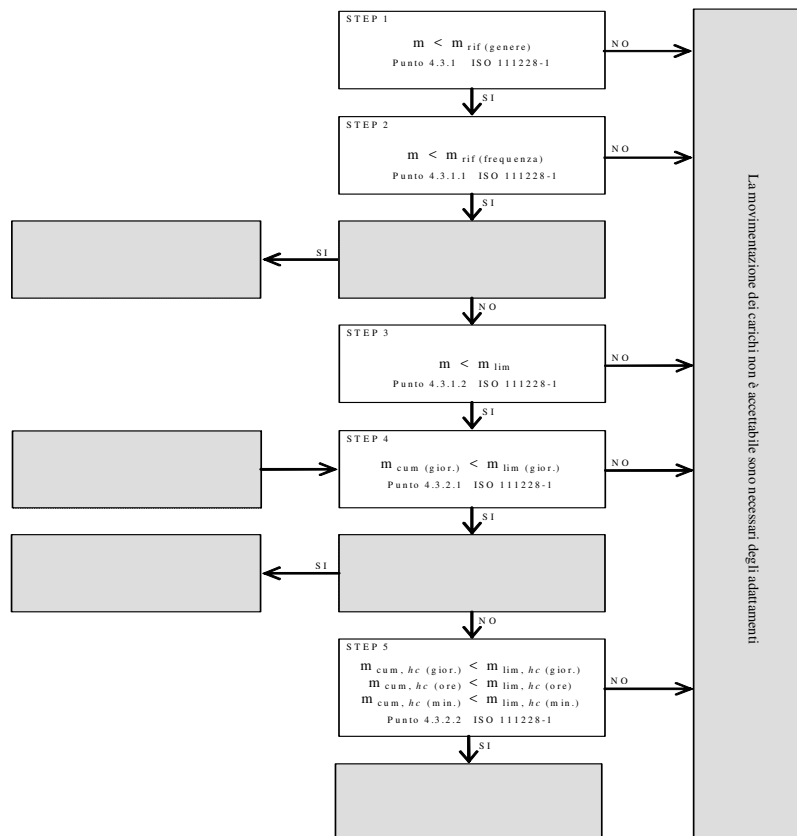 STEP 1
m < m rif (genere)
Punto 4.3.1 ISO 111228-1
NO
SI
STEP 2
m < m rif (frequenza)
Punto 4.3.1.1 ISO 111228-1
NO
SI
SI
NO
STEP 3
m < m lim
Punto 4.3.1.2 ISO 111228-1
NO
SI
STEP 4
m cum (gior.) < m lim (gior.)
Punto 4.3.2.1 ISO 111228-1
NO
SI
SI
NO
STEP 5
m cum, hc (gior.) < m lim, hc (gior.)
m cum, hc (ore) < m lim, hc (ore)
m cum, hc (min.) < m lim, hc (min.)
Punto 4.3.2.2 ISO 111228-1
NO
SI
La movimentazione dei carichi non è accettabile sono necessari degli adattamenti